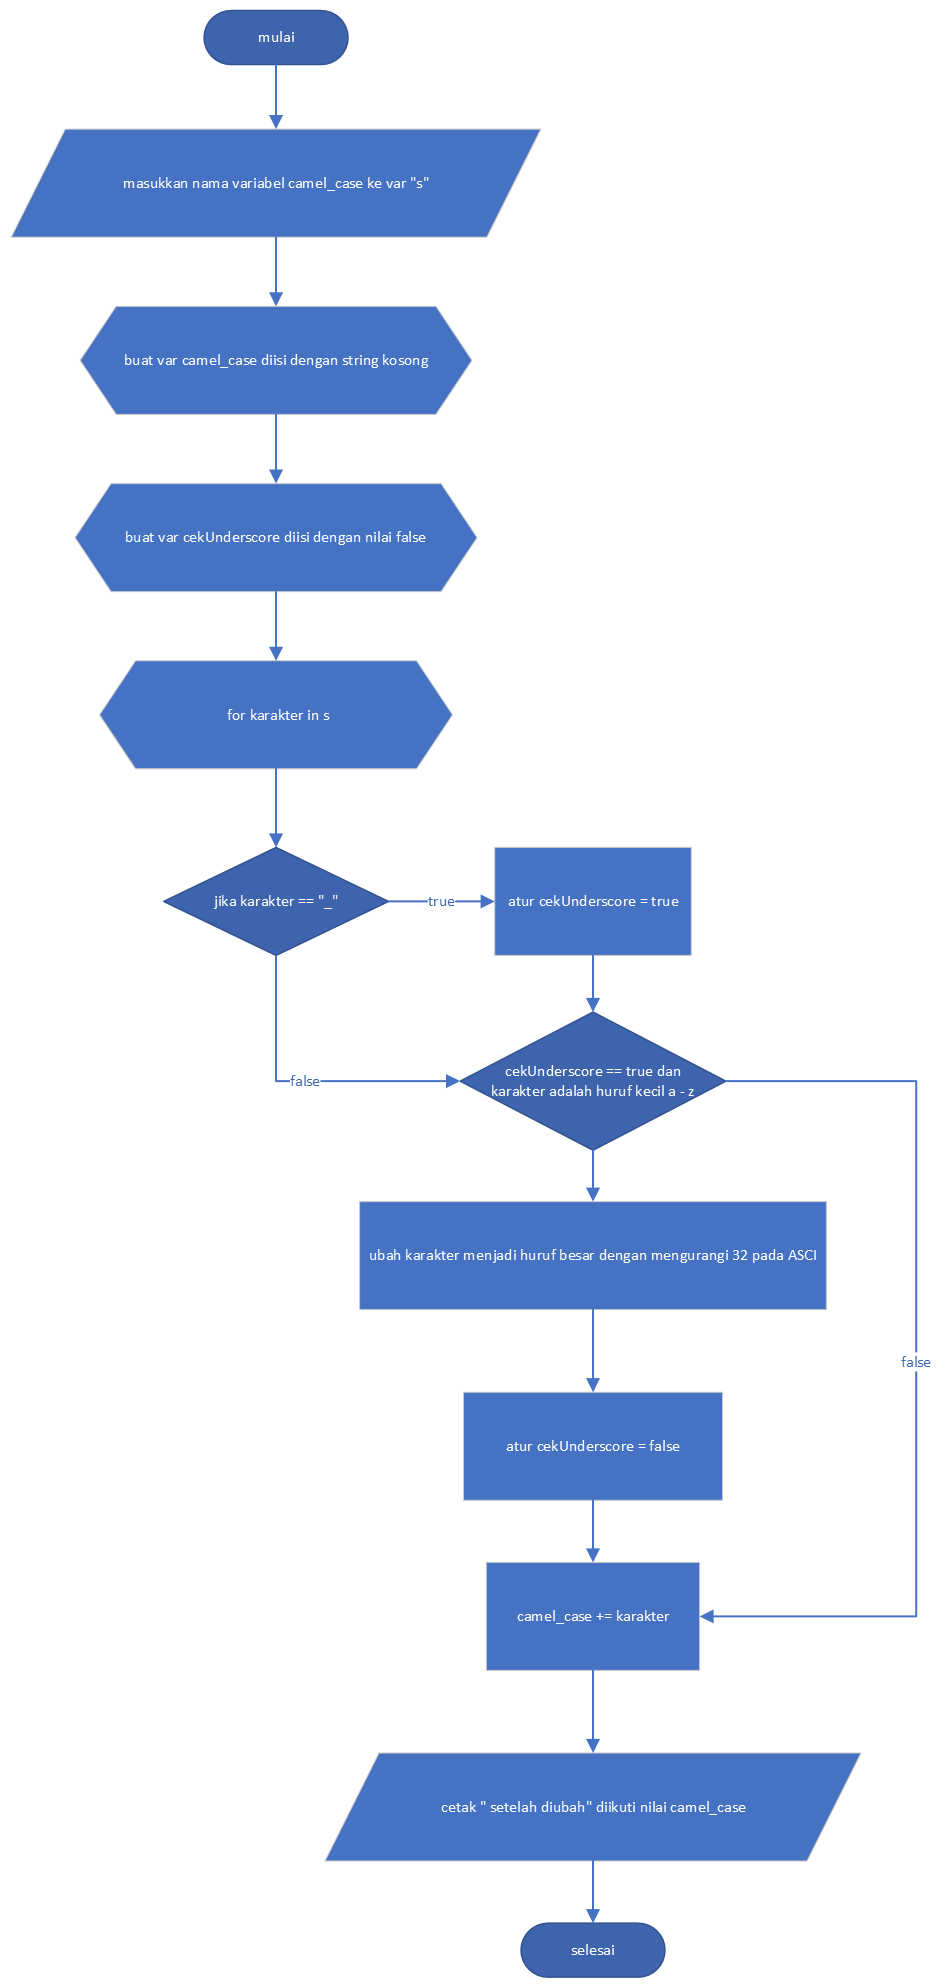 mulai
masukkan nama variabel camel_case ke var "s"
buat var camel_case diisi dengan string kosong
buat var cekUnderscore diisi dengan nilai false
for karakter in s
jika karakter == "_"
true
atur cekUnderscore = true
cekUnderscore == true dan
karakter adalah huruf kecil a - z
false
ubah karakter menjadi huruf besar dengan mengurangi 32 pada ASCI
false
atur cekUnderscore = false
camel_case += karakter
cetak " setelah diubah" diikuti nilai camel_case
selesai